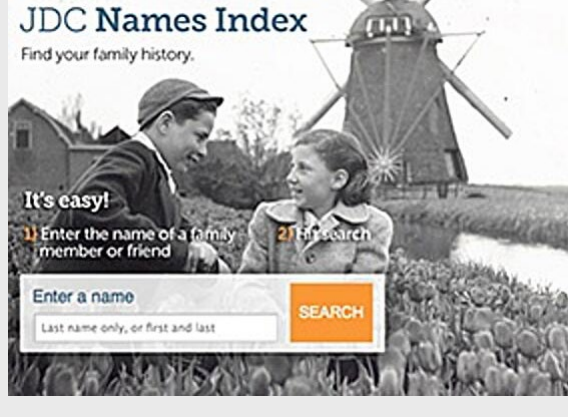 JDC Names Index
Find your family history.
It's easy!
1) Enter the name of a family
member or friend
2) Hit search
Enter a name
Last name only, or first and last
SEARCH